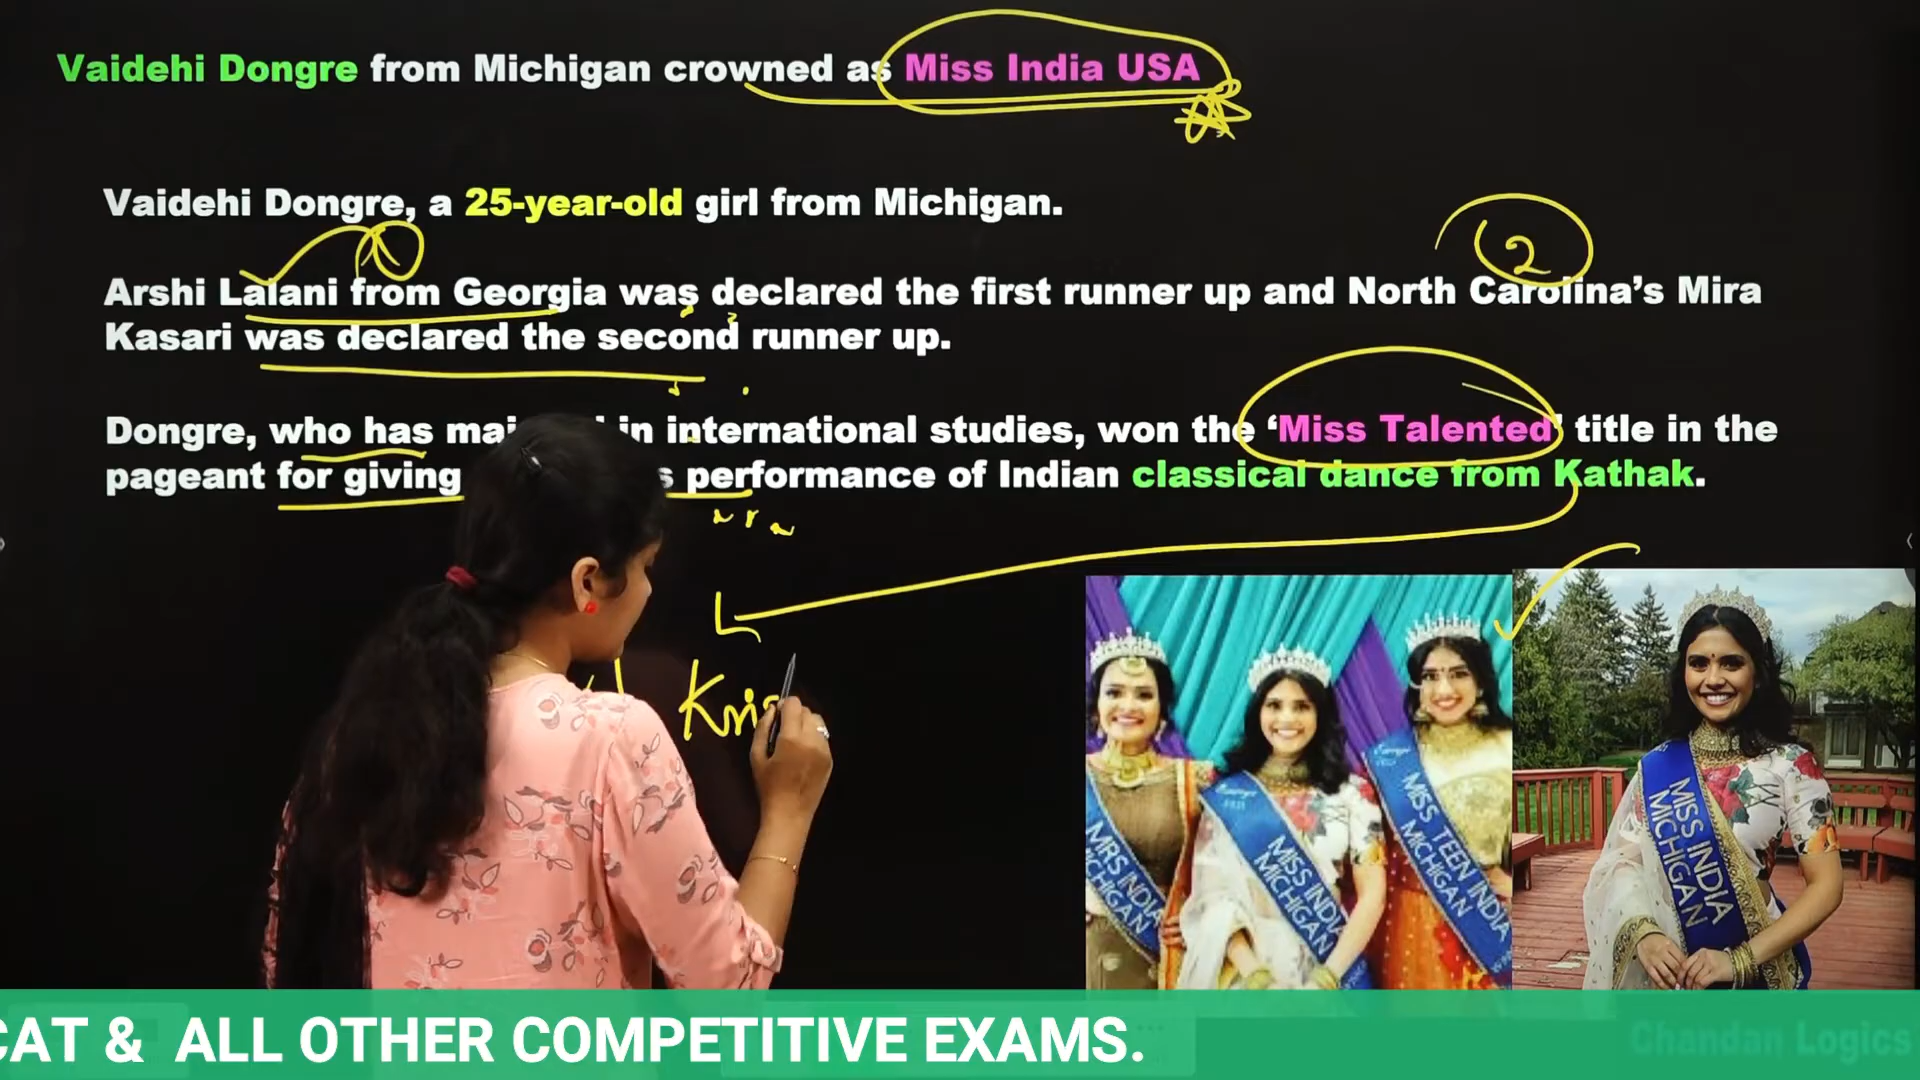 Vaidehi Dongre from Michigan crowned as Miss India USA
Vaidehi Dongre, a 25-year-old girl from Michigan.
1
2
Arshi Lalani from Georgia was declared the first runner up and North Carolina’s Mira
Kasari was declared the second runner up.
Dongre, who has in international studies, won the ‘Miss Talented’ title in the
pageant for giving performance of Indian classical dance from Kathak.
Kris
MRS INDIA
MICHIGAN
MISS INDIA
MICHIGAN
MISS TEEN INDIA
MICHIGAN
MISS INDIA
MICHIGAN
CAT & ALL OTHER COMPETITIVE EXAMS.
Chandan Logics